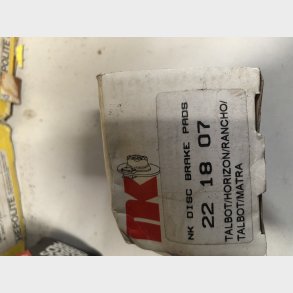 NK
NK DISC BRAKE PADS
22 18 07
TALBOT/HORIZON/RANCHO/
TALBOT/MATRA